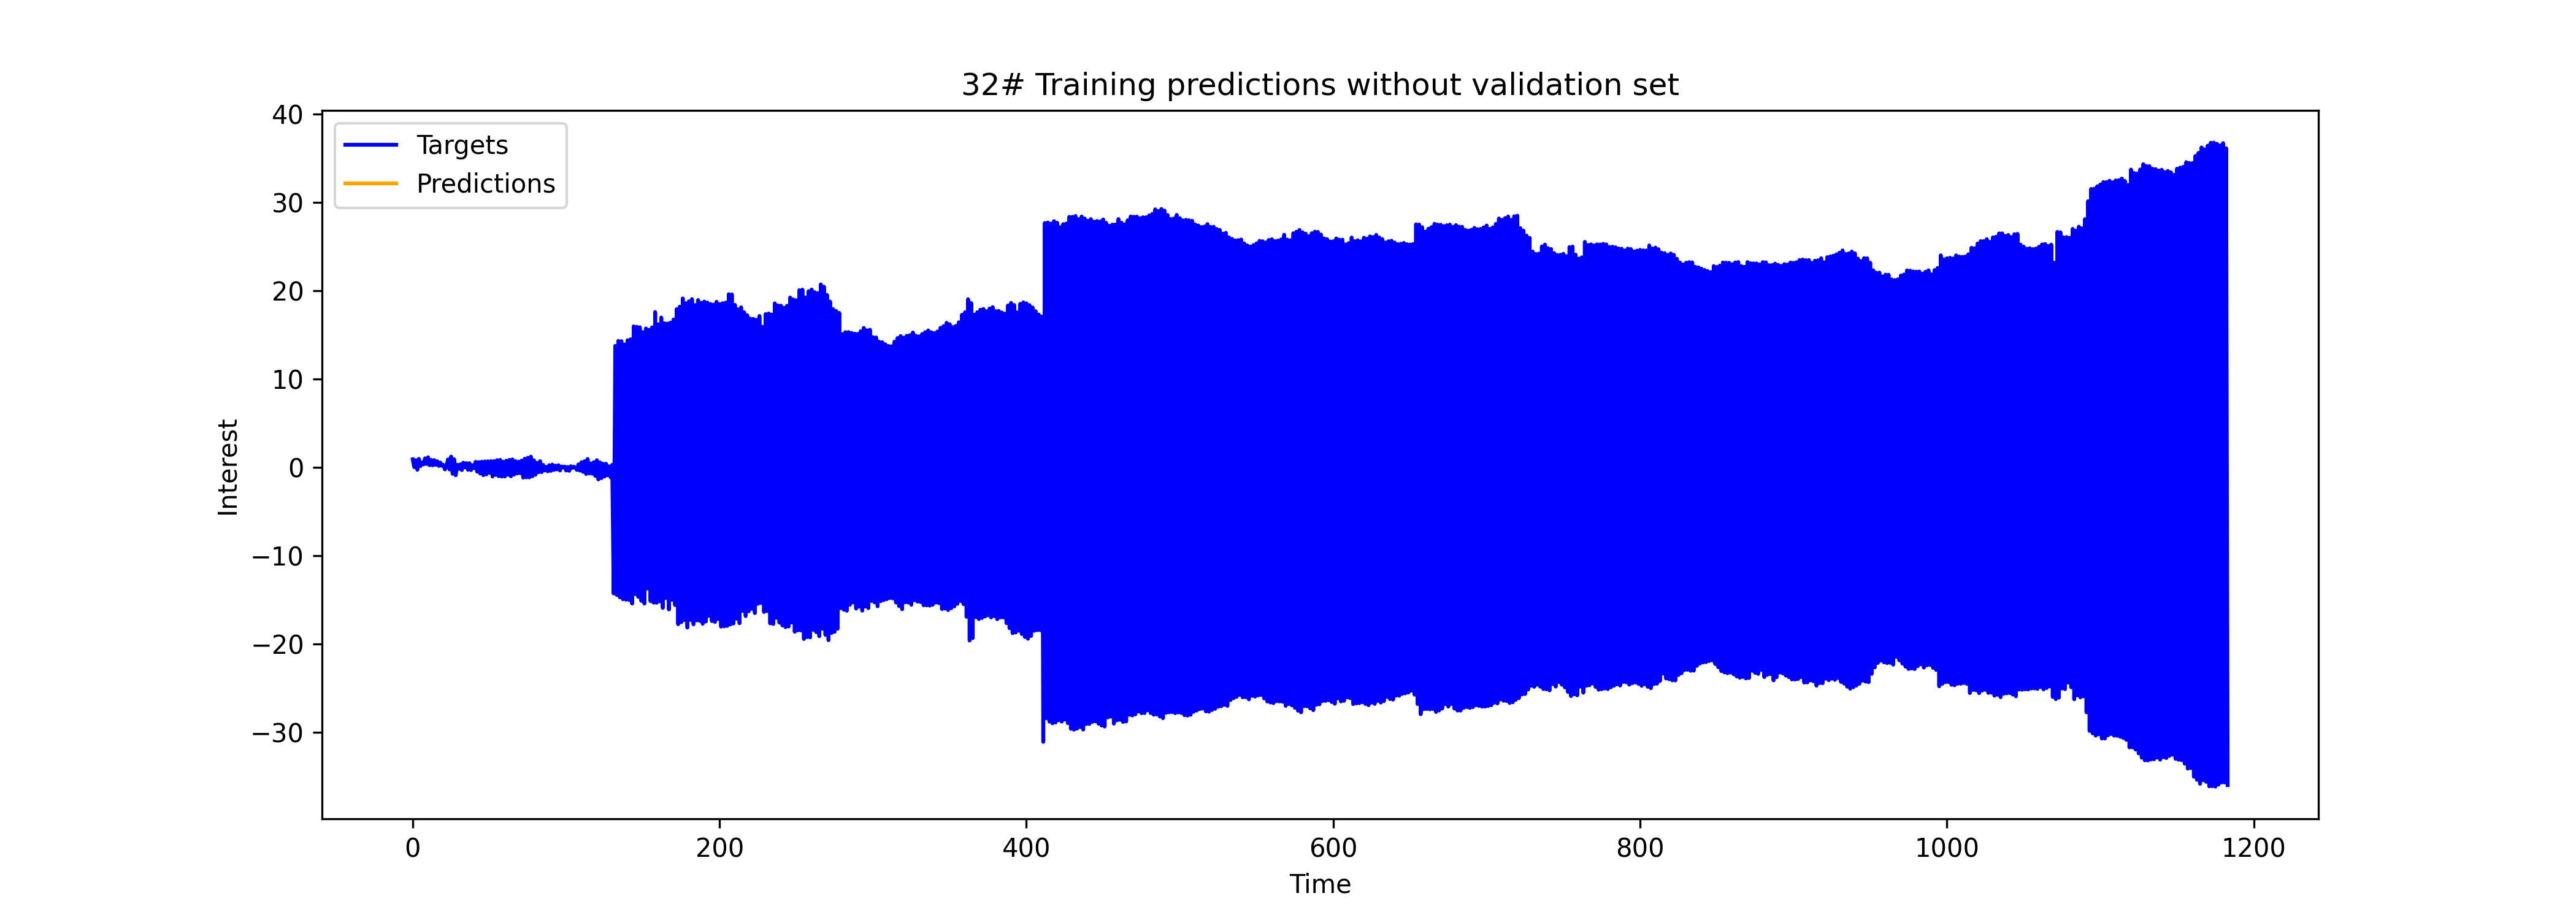 32# Training predictions without validation set
Targets
Predictions
40
30
20
10
0
−10
−20
−30
Interest
0 200 400 600 800 1000 1200
Time